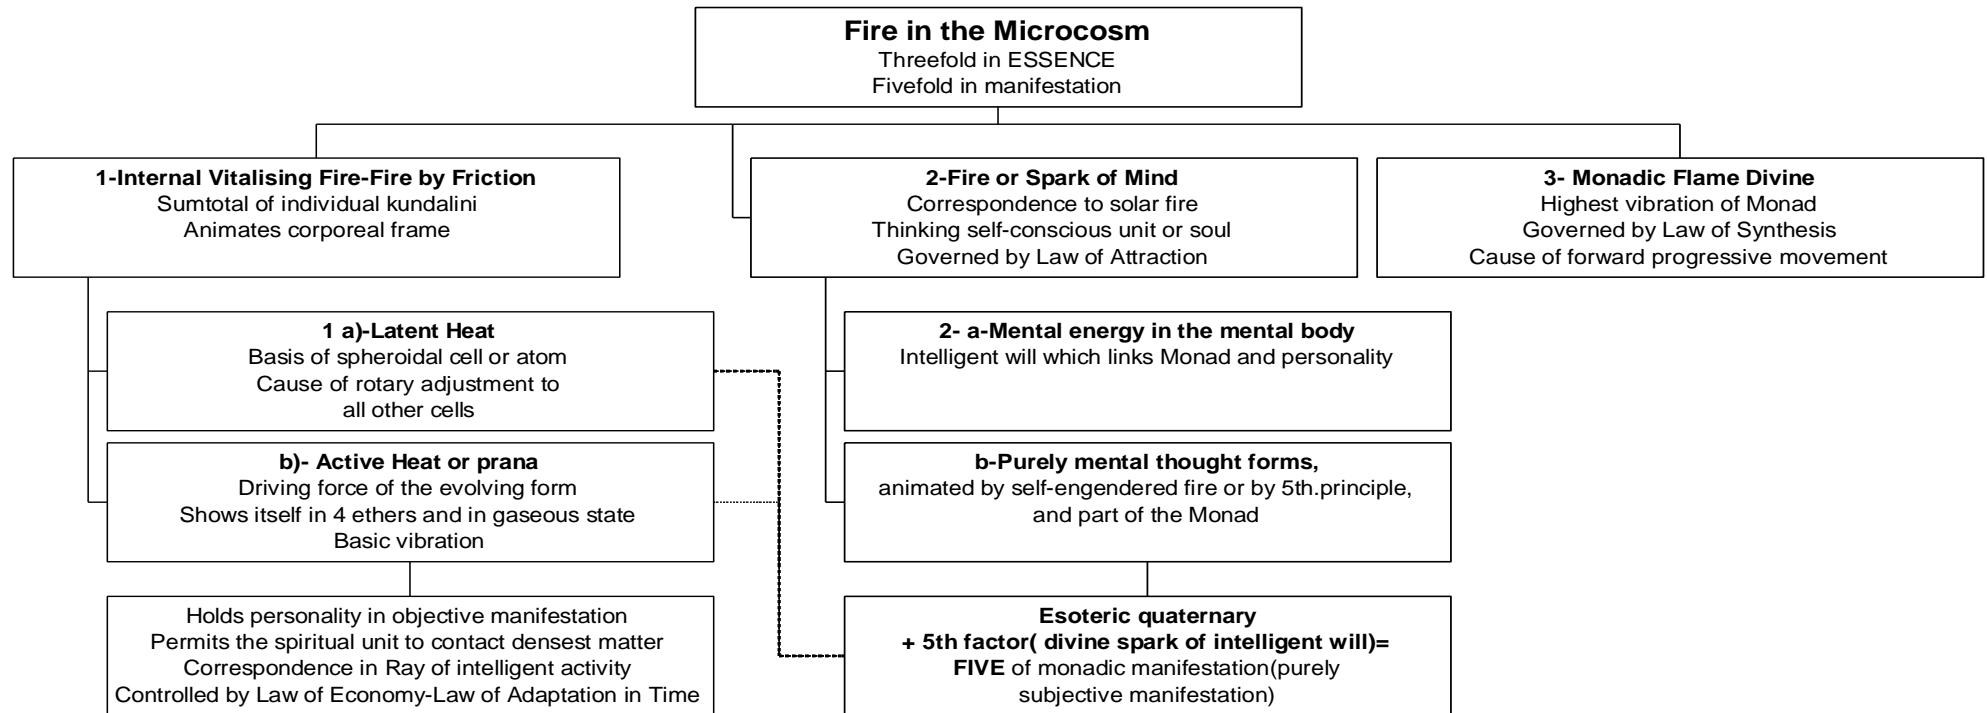 Fire in the Microcosm
Threefold in ESSENCE
Fivefold in manifestation
1-Internal Vitalising Fire-Fire by Friction
Sumtotal of individual kundalini
Animates corporeal frame
2-Fire or Spark of Mind
Correspondence to solar fire
Thinking self-conscious unit or soul
Governed by Law of Attraction
3- Monadic Flame Divine
Highest vibration of Monad
Governed by Law of Synthesis
Cause of forward progressive movement
1 a)-Latent Heat
Basis of spheroidal cell or atom
Cause of rotary adjustment to
all other cells
2- a-Mental energy in the mental body
Intelligent will which links Monad and personality
b)- Active Heat or prana
Driving force of the evolving form
Shows itself in 4 ethers and in gaseous state
Basic vibration
b-Purely mental thought forms,
animated by self-engendered fire or by 5th.principle,
and part of the Monad
Holds personality in objective manifestation
Permits the spiritual unit to contact densest matter
Correspondence in Ray of intelligent activity
Controlled by Law of Economy-Law of Adaptation in Time
Esoteric quaternary
+ 5th factor( divine spark of intelligent will)=
FIVE of monadic manifestation(purely
subjective manifestation)